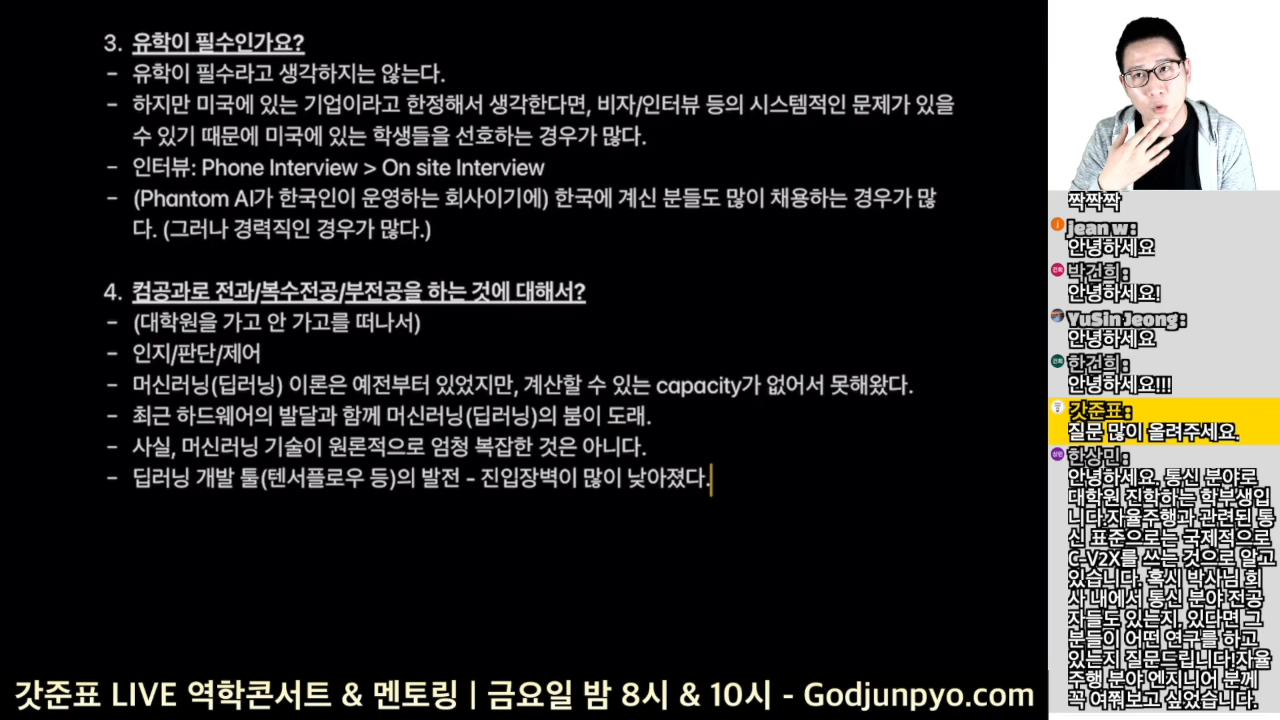 3. 유학이 필수인가요?
– 유학이 필수라고 생각하지는 않는다.
– 하지만 미국에 있는 기업이라고 한정해서 생각한다면, 비자/인터뷰 등의 시스템적인 문제가 있을
수 있기 때문에 미국에 있는 학생들을 선호하는 경우가 많다.
– 인터뷰: Phone Interview > On site Interview
– (Phantom AI가 한국인이 운영하는 회사이기에) 한국에 계신 분들도 많이 채용하는 경우가 많
다. (그러나 경력직인 경우가 많다.)
4. 컴공과로 전과/복수전공/부전공을 하는 것에 대해서?
– (대학원을 가고 안 가고를 떠나서)
– 인지/판단/제어
– 머신러닝(딥러닝) 이론은 예전부터 있었지만, 계산할 수 있는 capacity가 없어서 못해왔다.
– 최근 하드웨어의 발달과 함께 머신러닝(딥러닝)의 붐이 도래.
– 사실, 머신러닝 기술이 원론적으로 엄청 복잡한 것은 아니다.
– 딥러닝 개발 툴(텐서플로우 등)의 발전 – 진입장벽이 많이 낮아졌다.
짝짝짝
j
jean w :
안녕하세요
건희
박건희 :
안녕하세요!
YuSin Jeong :
안녕하세요
건희
한건희 :
안녕하세요!!!
갓준표 :
질문 많이 올려주세요.
상민
한상민 :
안녕하세요. 통신 분야로
대학원 진학하는 학부생입
니다.자율주행과 관련된 통
신 표준으로는 국제적으로
C-V2X를 쓰는 것으로 알고
있습니다. 혹시 박사님 회
사 내에서 통신 분야 전공
자들도 있는지, 있다면 그
분들이 어떤 연구를 하고
있는지 질문드립니다!자율
주행 분야 엔지니어 분께
꼭 여쭤보고 싶었습니다.
갓준표 LIVE 역학콘서트 & 멘토링 | 금요일 밤 8시 & 10시 - Godjunpyo.com